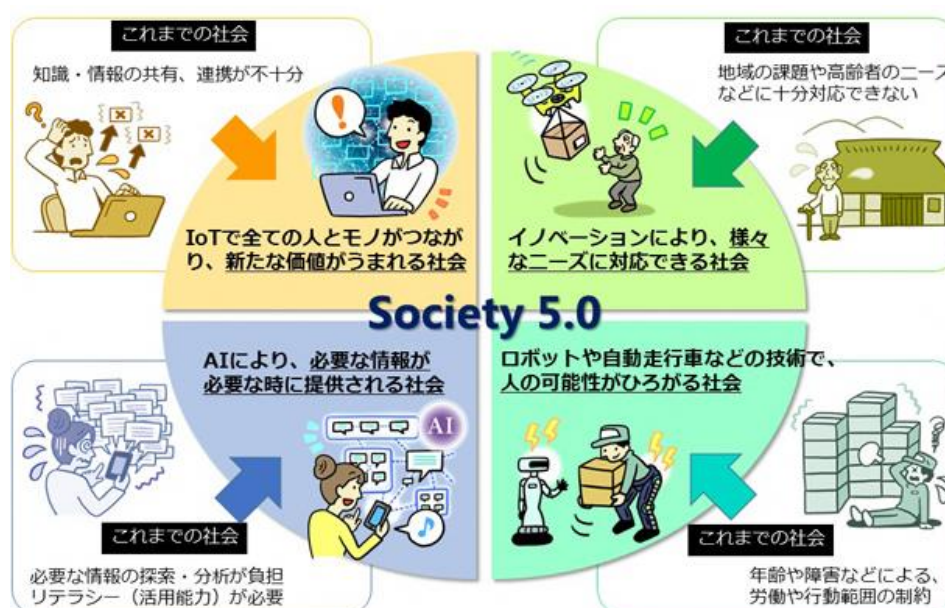 これまでの社会
知識・情報の共有、連携が不十分
IoTで全ての人とモノがつなが
り、新たな価値がうまれる社会
これまでの社会
地域の課題や高齢者のニーズ
などに十分対応できない
イノベーションにより、様々
なニーズに対応できる社会
Society 5.0
AIにより、必要な情報が
必要な時に提供される社会
AI
これまでの社会
必要な情報の探索・分析が負担
リテラシー（活用能力）が必要
ロボットや自動走行車などの技術で、
人の可能性がひろがる社会
これまでの社会
年齢や障害などによる、
労働や行動範囲の制約